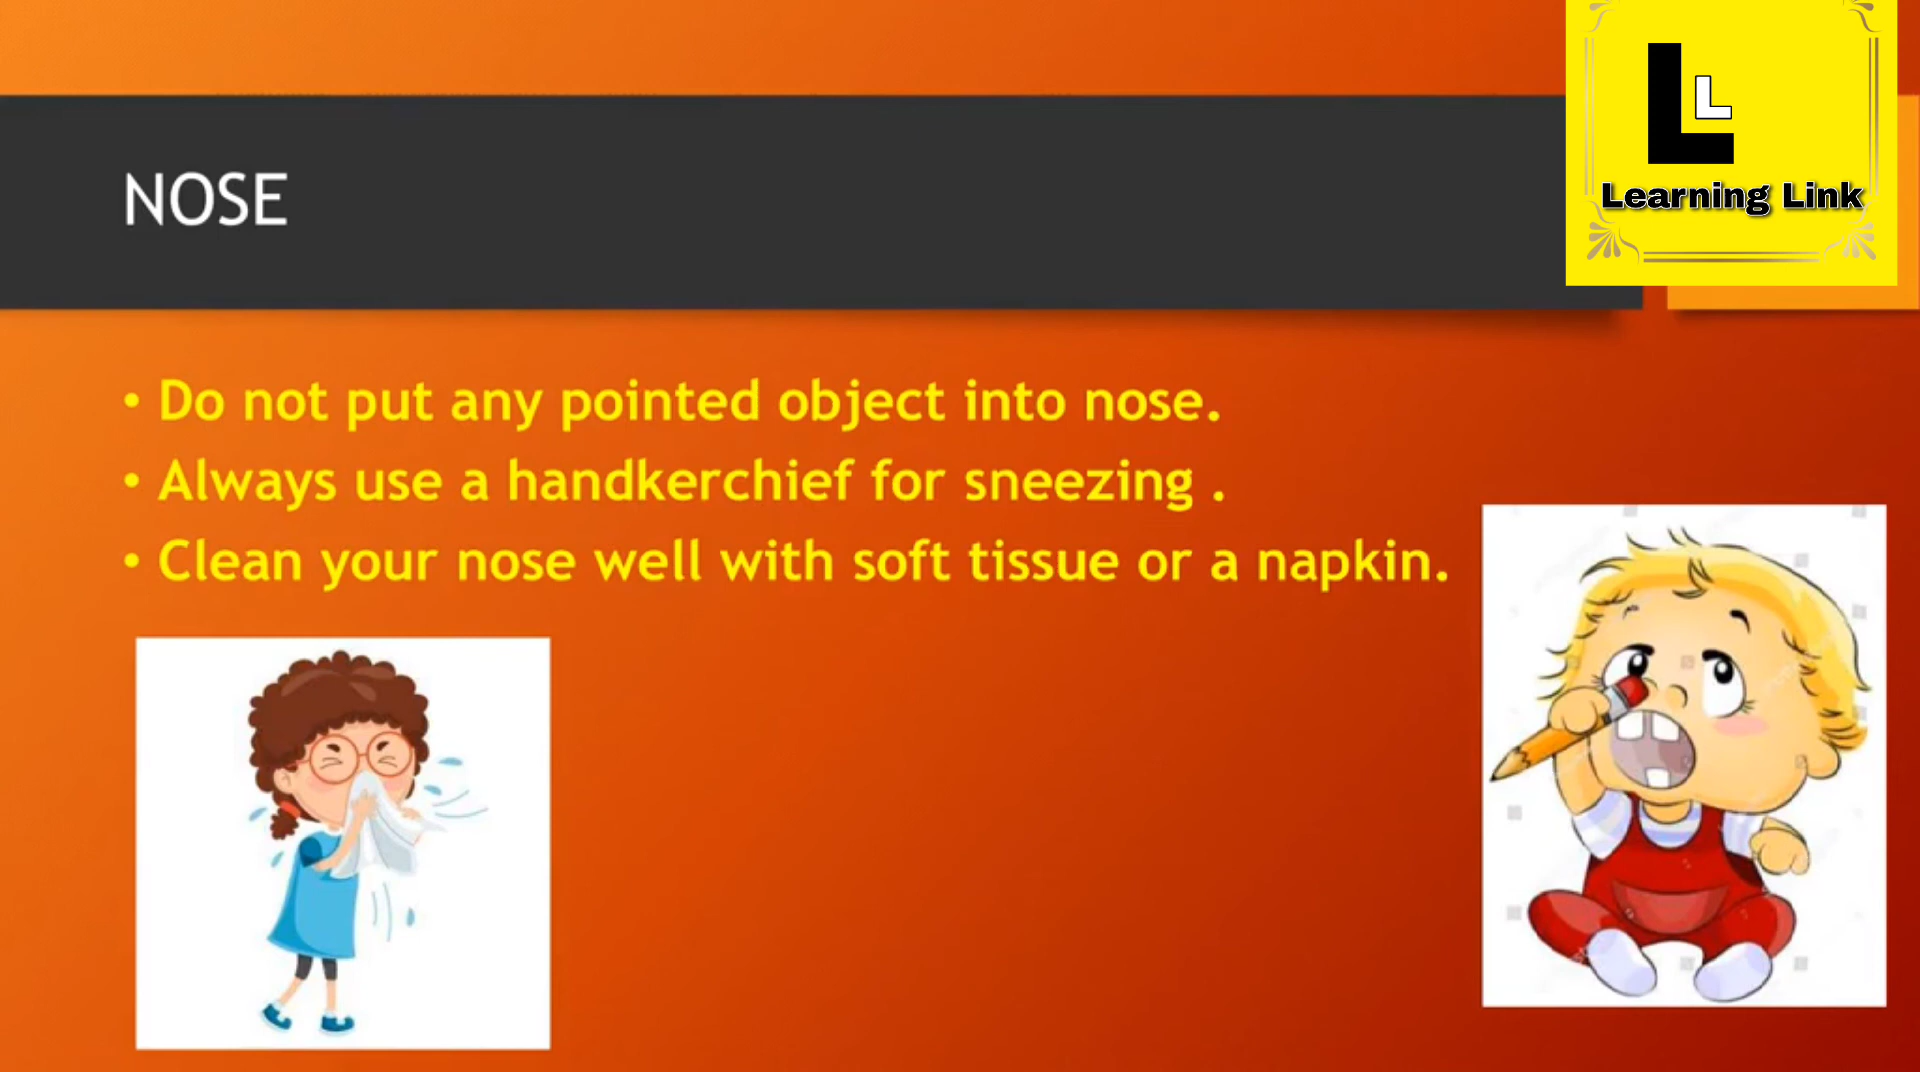 L
L
Learning Link
NOSE
• Do not put any pointed object into nose.
• Always use a handkerchief for sneezing .
• Clean your nose well with soft tissue or a napkin.